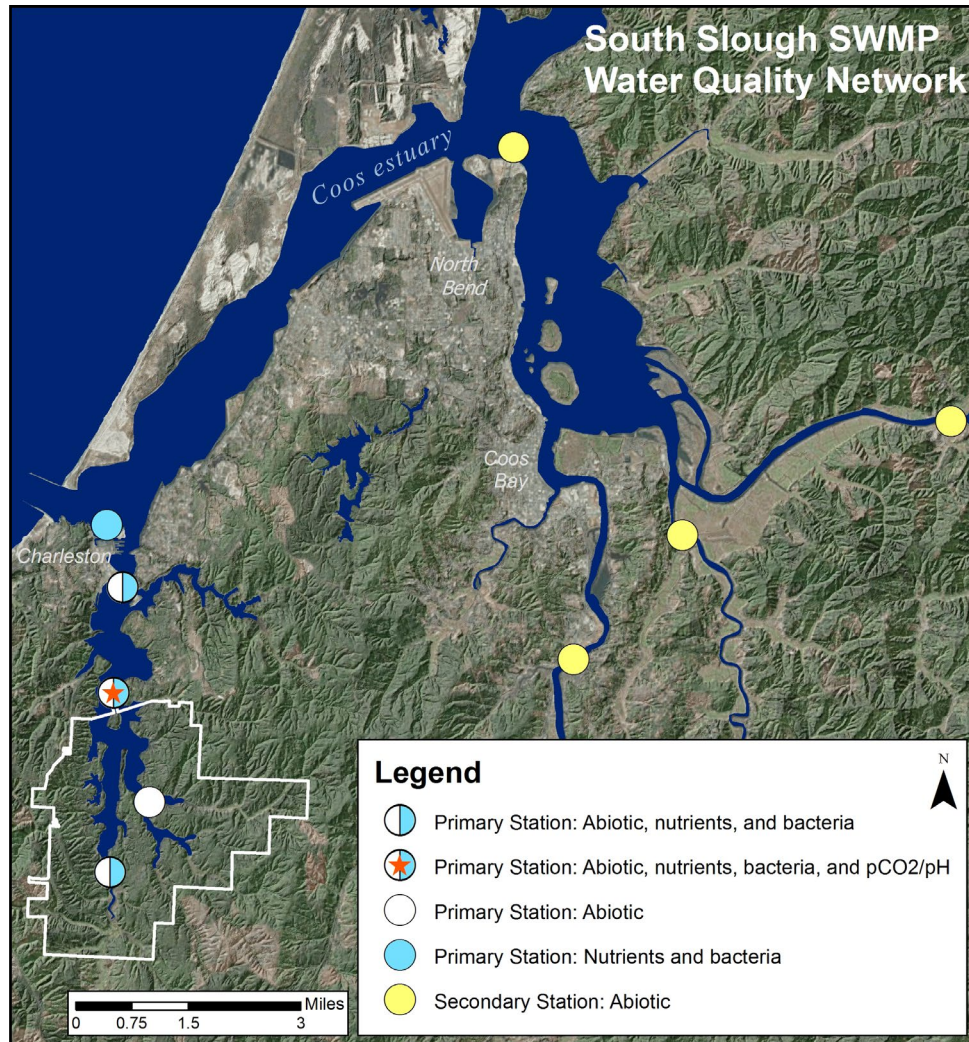 South Slough SWMP
Water Quality Network
Coos estuary
North
Bend
Coos
Bay
Charleston
Legend
N
Primary Station: Abiotic, nutrients, and bacteria
Primary Station: Abiotic, nutrients, bacteria, and pCO2/pH
Primary Station: Abiotic
Primary Station: Nutrients and bacteria
Secondary Station: Abiotic
Miles
0 0.75 1.5 3